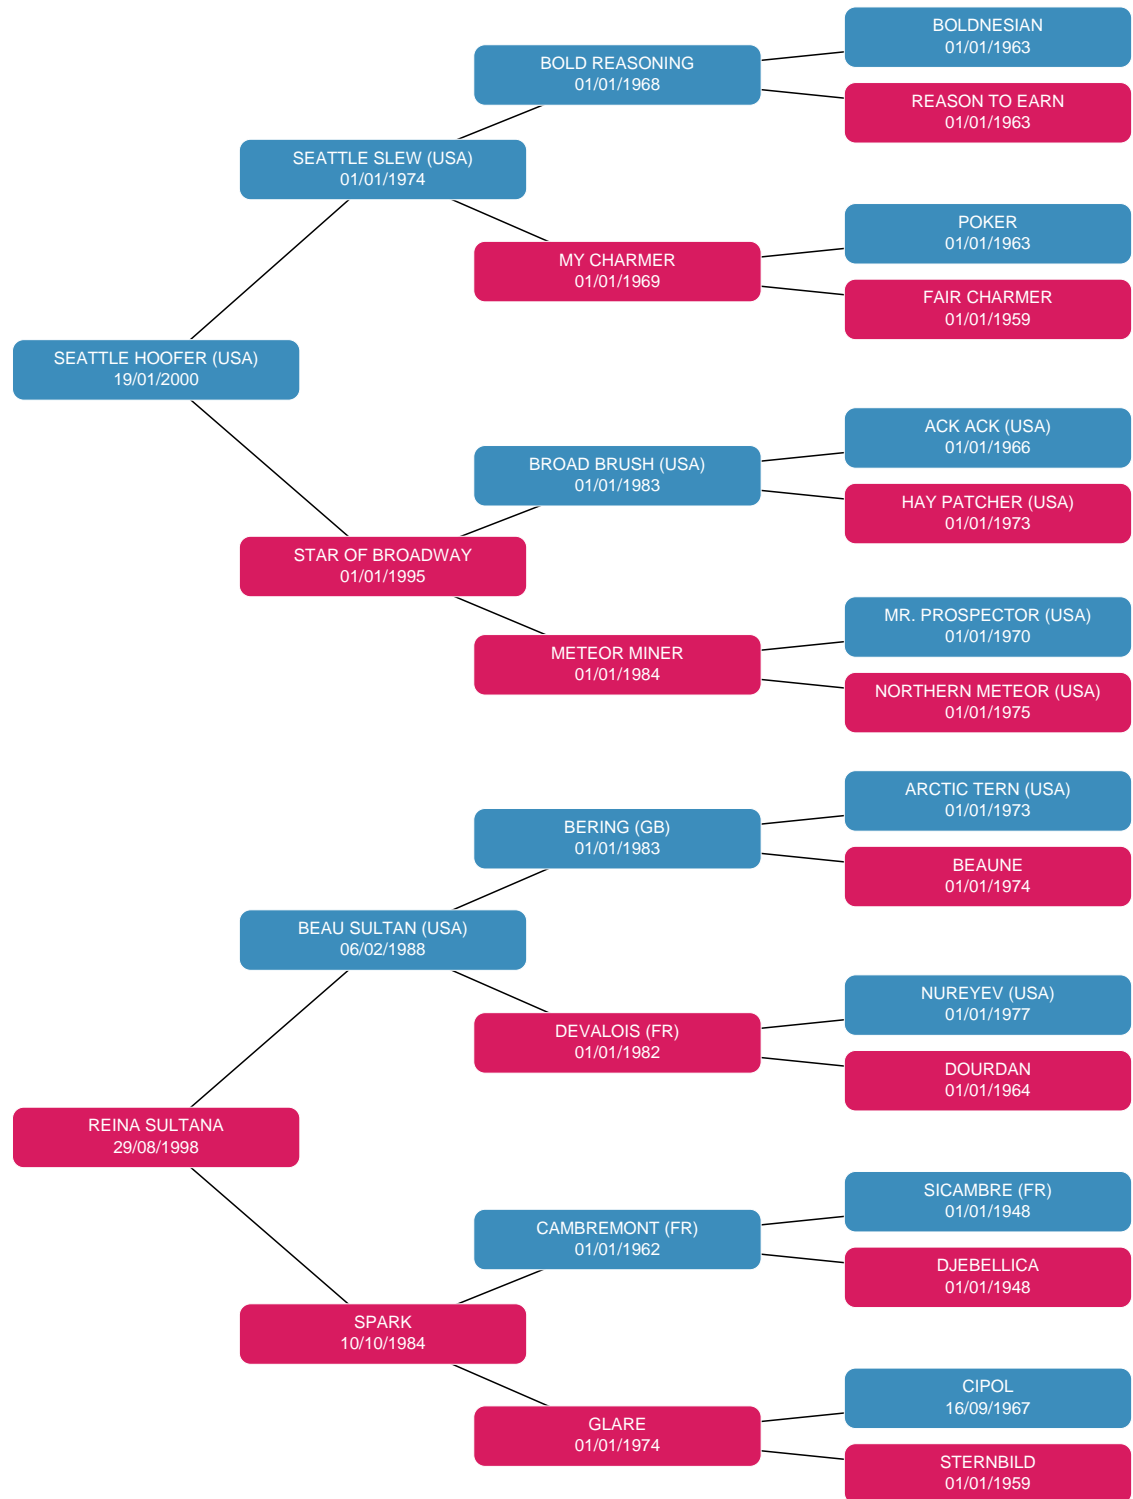 BOLDNESIAN
01/01/1963
BOLD REASONING
01/01/1968
REASON TO EARN
01/01/1963
SEATTLE SLEW (USA)
01/01/1974
POKER
01/01/1963
MY CHARMER
01/01/1969
FAIR CHARMER
01/01/1959
SEATTLE HOOFER (USA)
19/01/2000
ACK ACK (USA)
01/01/1966
BROAD BRUSH (USA)
01/01/1983
HAY PATCHER (USA)
01/01/1973
STAR OF BROADWAY
01/01/1995
MR. PROSPECTOR (USA)
01/01/1970
METEOR MINER
01/01/1984
NORTHERN METEOR (USA)
01/01/1975
ARCTIC TERN (USA)
01/01/1973
BERING (GB)
01/01/1983
BEAUNE
01/01/1974
BEAU SULTAN (USA)
06/02/1988
NUREYEV (USA)
01/01/1977
DEVALOIS (FR)
01/01/1982
DOURDAN
01/01/1964
REINA SULTANA
29/08/1998
SICAMBRE (FR)
01/01/1948
CAMBREMONT (FR)
01/01/1962
DJEBELLICA
01/01/1948
SPARK
10/10/1984
CIPOL
16/09/1967
GLARE
01/01/1974
STERNBILD
01/01/1959